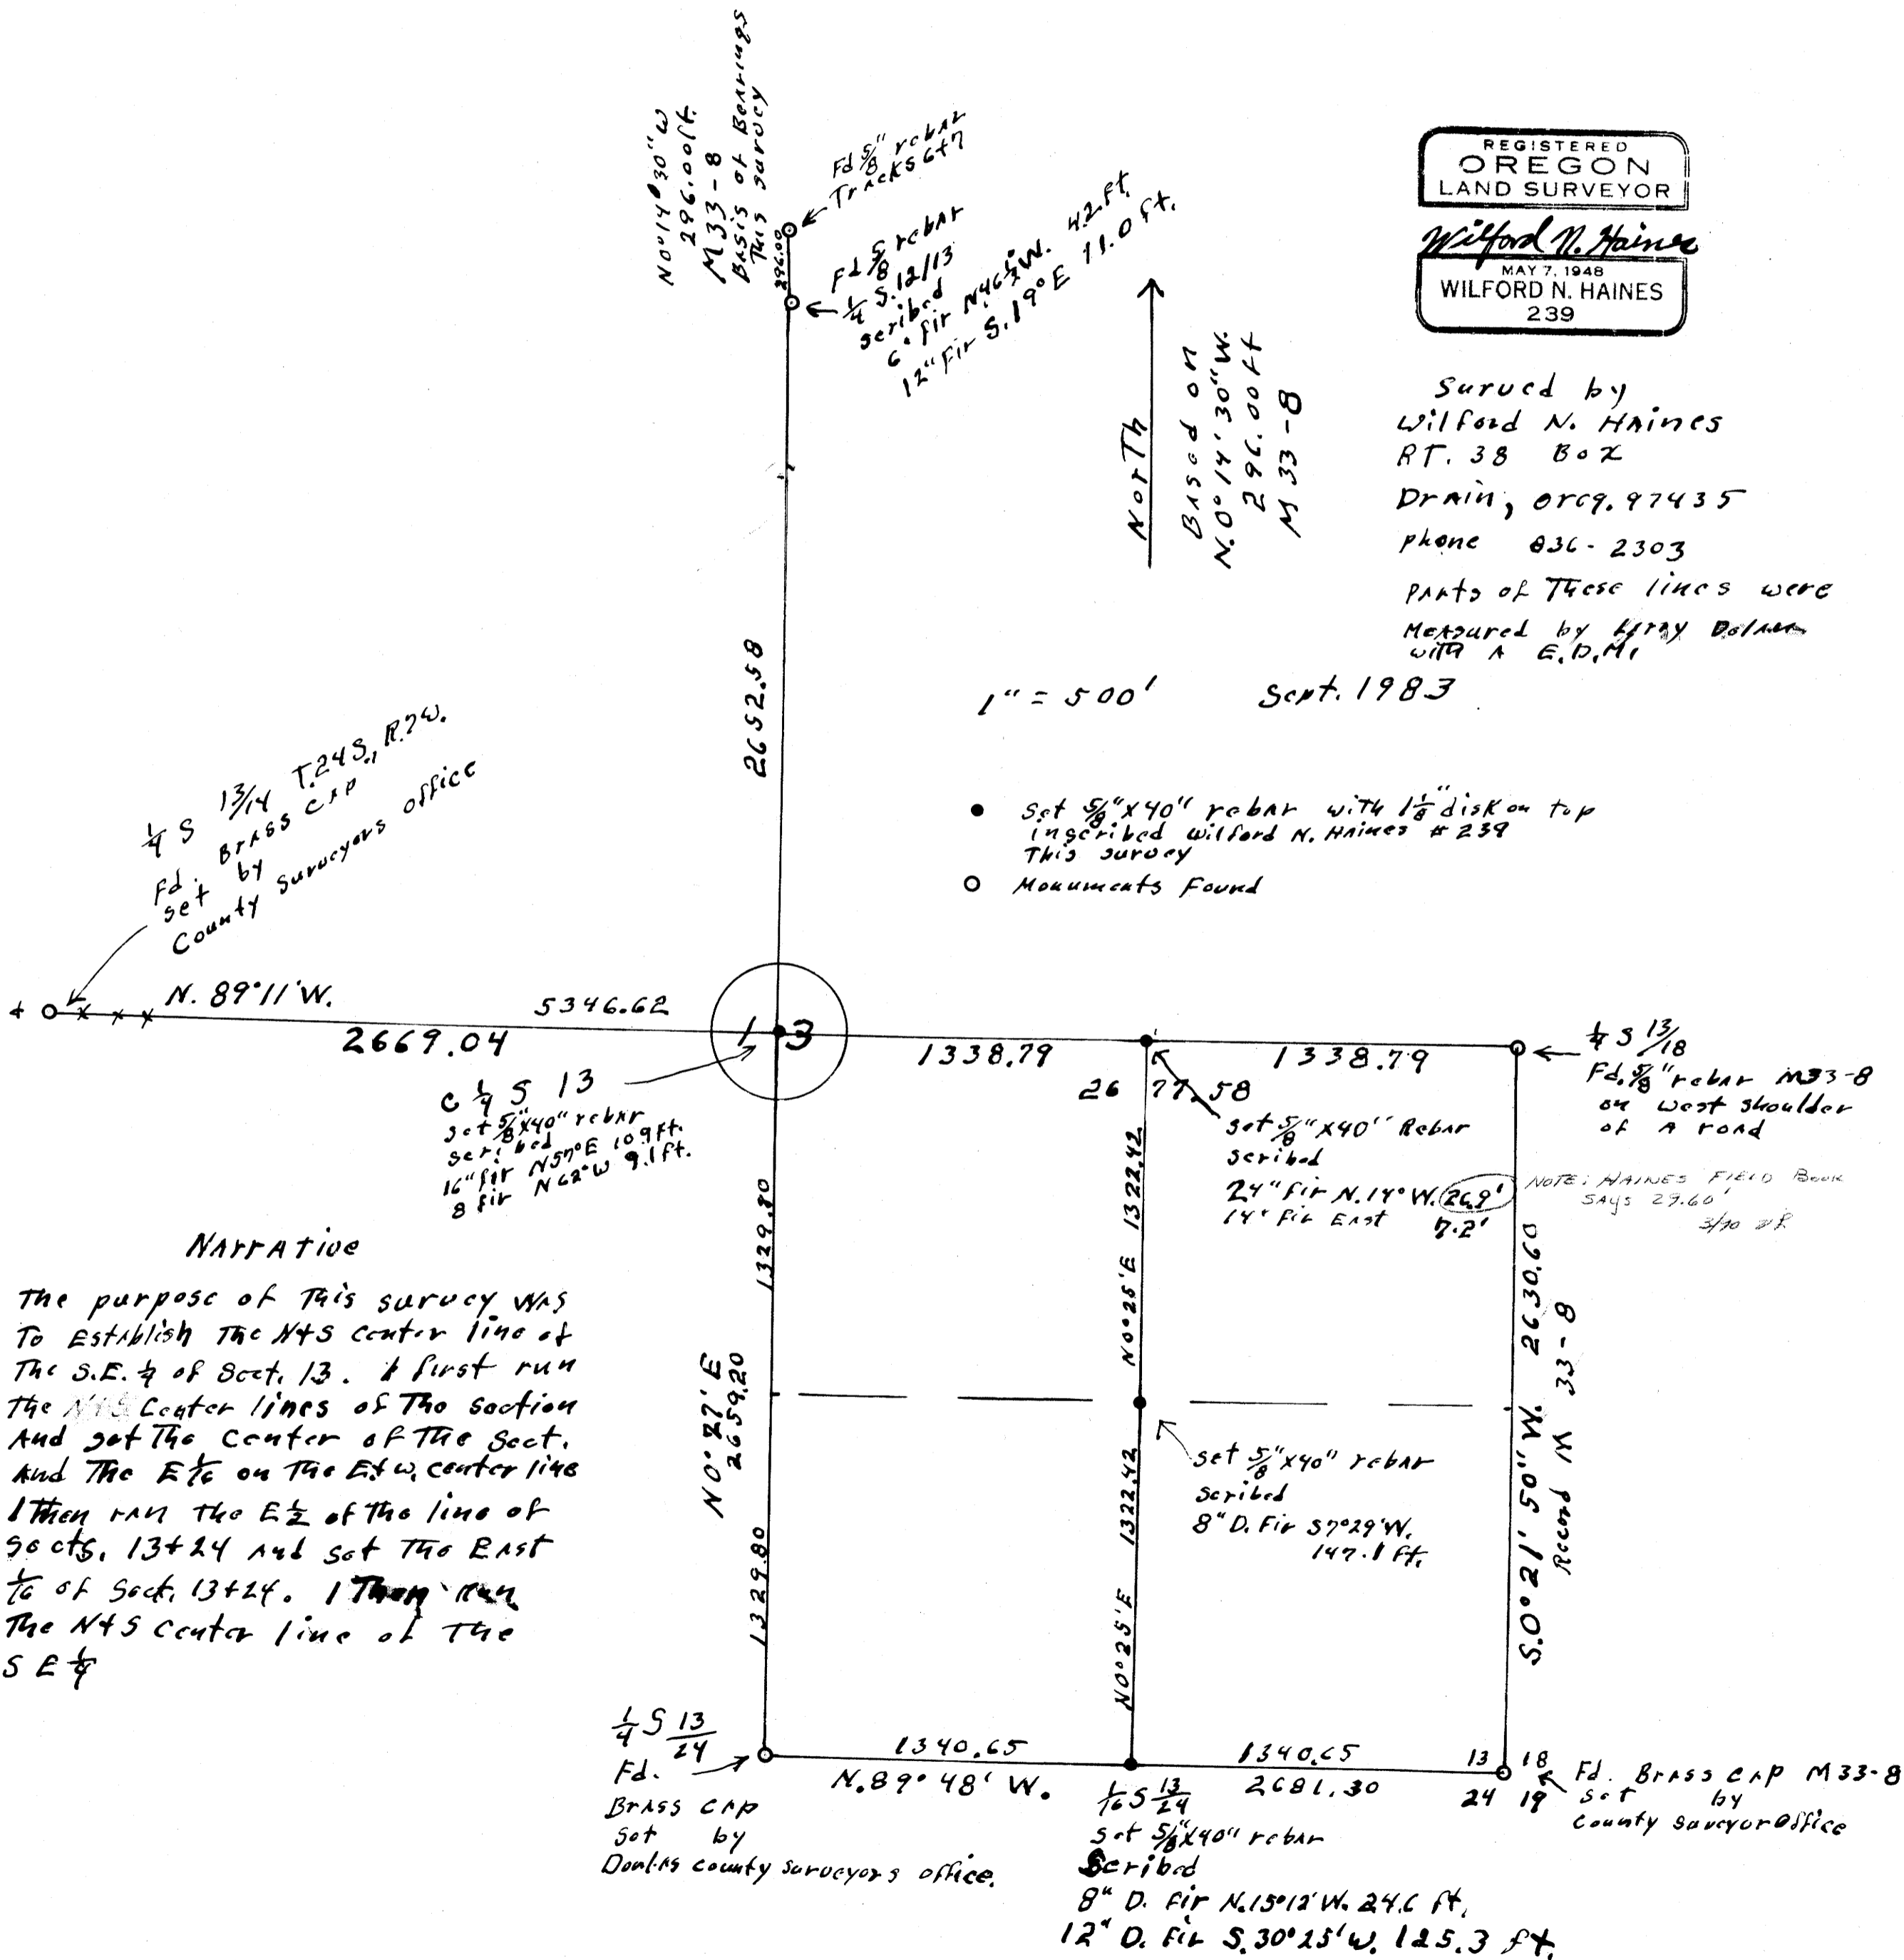 N0°14'30"W
296.00ft.
M33-8
Basis of Bearings
This survey
296.00
Fd 5/8" rebar
Tracks 6+7
Fd 5/8 rebar
1/4 S.12/13
scribed
6" fir N46 1/2°W. 4.2 ft.
12" Fir S.19°E 11.0 ft.
North
Based on
N.0°14'30"W.
296.00 ft
M 33-8
REGISTERED
OREGON
LAND SURVEYOR
Wilford N. Haines
MAY 7, 1948
WILFORD N. HAINES
239
Surved by
Wilford N. Haines
RT. 38 Box
Drain, Oreg. 97435
phone 836-2303
Parts of These lines were
Measured by
with A E.D.M.
1" = 500' Sept. 1983
2652.58
1/4 S 13/14 T.24S., R.7W.
Fd. Brass cap
set by
County Surveyors office
Set 5/8"x40" rebar with 1 1/8" disk on top
inscribed Wilford N. Haines #239
This survey
Monuments Found
N. 89°11'W. 5346.62
2669.04
13
1338.79
1338.79
2677.58
1/4 S 13/18
Fd. 5/8" rebar M33-8
on west shoulder
of A road
C 1/4 S 13
set 5/8"x40" rebar
scribed
16" fir N57°E 10.9 ft.
8 fir N62°W 9.1ft.
set 5/8"x40" Rebar
scribed
24" fir N.14°W. 26.9'
14" fir East 7.2'
NOTE: HAINES FIELD BOOK
SAYS 29.60'
3/90
Narrative
The purpose of This survey was
To Establish The N+S center line of
The S.E. 1/4 of Sect. 13. I first run
the N+S Center lines of The section
And set The Center of The Sect.
And The E 1/16 on The E+W. center line
I Then ran the E 1/2 of the line of
Sects. 13+24 and set The East
1/16 of Sect. 13+24. I Then run
The N+S center line of The
S E 1/4
1329.80
N0°27'E
2659.20
1329.80
N0°25'E 1322.42
N0°25'E 1322.42
set 5/8"x40" rebar
scribed
8" D. Fir S7°29'W.
147.1 ft.
S.0°21'50"W. 2630.60
Record M 33-8
1/4 S 13/24
Fd.
Brass cap
Set by
Doulas county surveyors office.
1340.65
N.89°48' W.
1340.65
2681.30
1/16 S 13/24
set 5/8"x40" rebar
Scribed
8" D. fir N.15°12'W. 24.6 ft.
12" D. fir S.30°25'W. 125.3 ft.
13 18
24 19
Fd. Brass cap M33-8
set by
County Saveyor Office